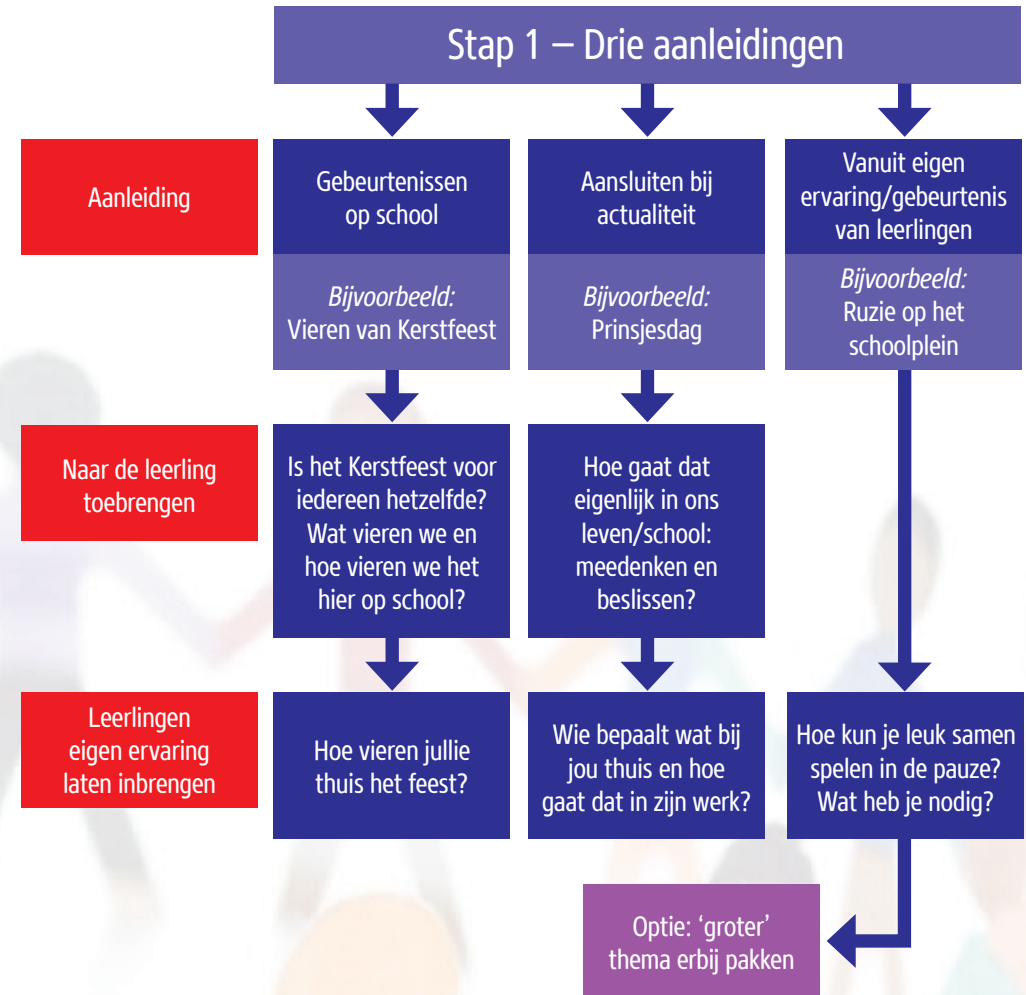 Stap 1 – Drie aanleidingen
Aanleiding
Gebeurtenissen
op school
Bijvoorbeeld:
Vieren van Kerstfeest
Aansluiten bij
actualiteit
Bijvoorbeeld:
Prinsjesdag
Vanuit eigen
ervaring/gebeurtenis
van leerlingen
Bijvoorbeeld:
Ruzie op het
schoolplein
Naar de leerling
toebrengen
Is het Kerstfeest voor
iedereen hetzelfde?
Wat vieren we en
hoe vieren we het
hier op school?
Hoe gaat dat
eigenlijk in ons
leven/school:
meedenken en
beslissen?
Leerlingen
eigen ervaring
laten inbrengen
Hoe vieren jullie
thuis het feest?
Wie bepaalt wat bij
jou thuis en hoe
gaat dat in zijn werk?
Hoe kun je leuk samen
spelen in de pauze?
Wat heb je nodig?
Optie: ‘groter’
thema erbij pakken